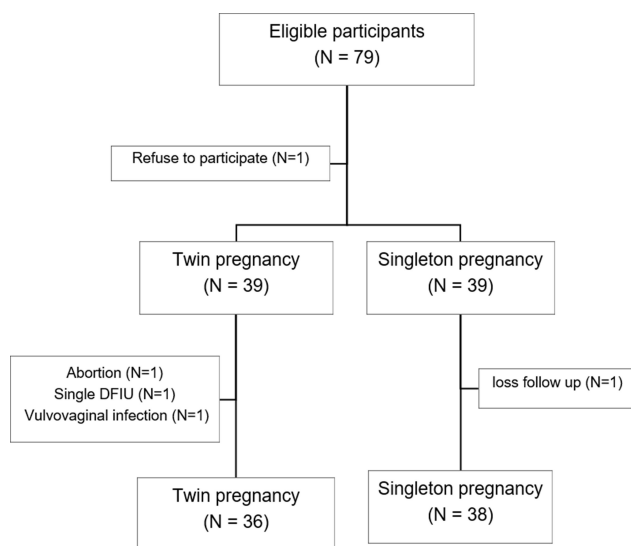 Eligible participants
(N = 79)
Refuse to participate (N=1)
Twin pregnancy
(N = 39)
Singleton pregnancy
(N = 39)
Abortion (N=1)
Single DFIU (N=1)
Vulvovaginal infection (N=1)
loss follow up (N=1)
Twin pregnancy
(N = 36)
Singleton pregnancy
(N = 38)